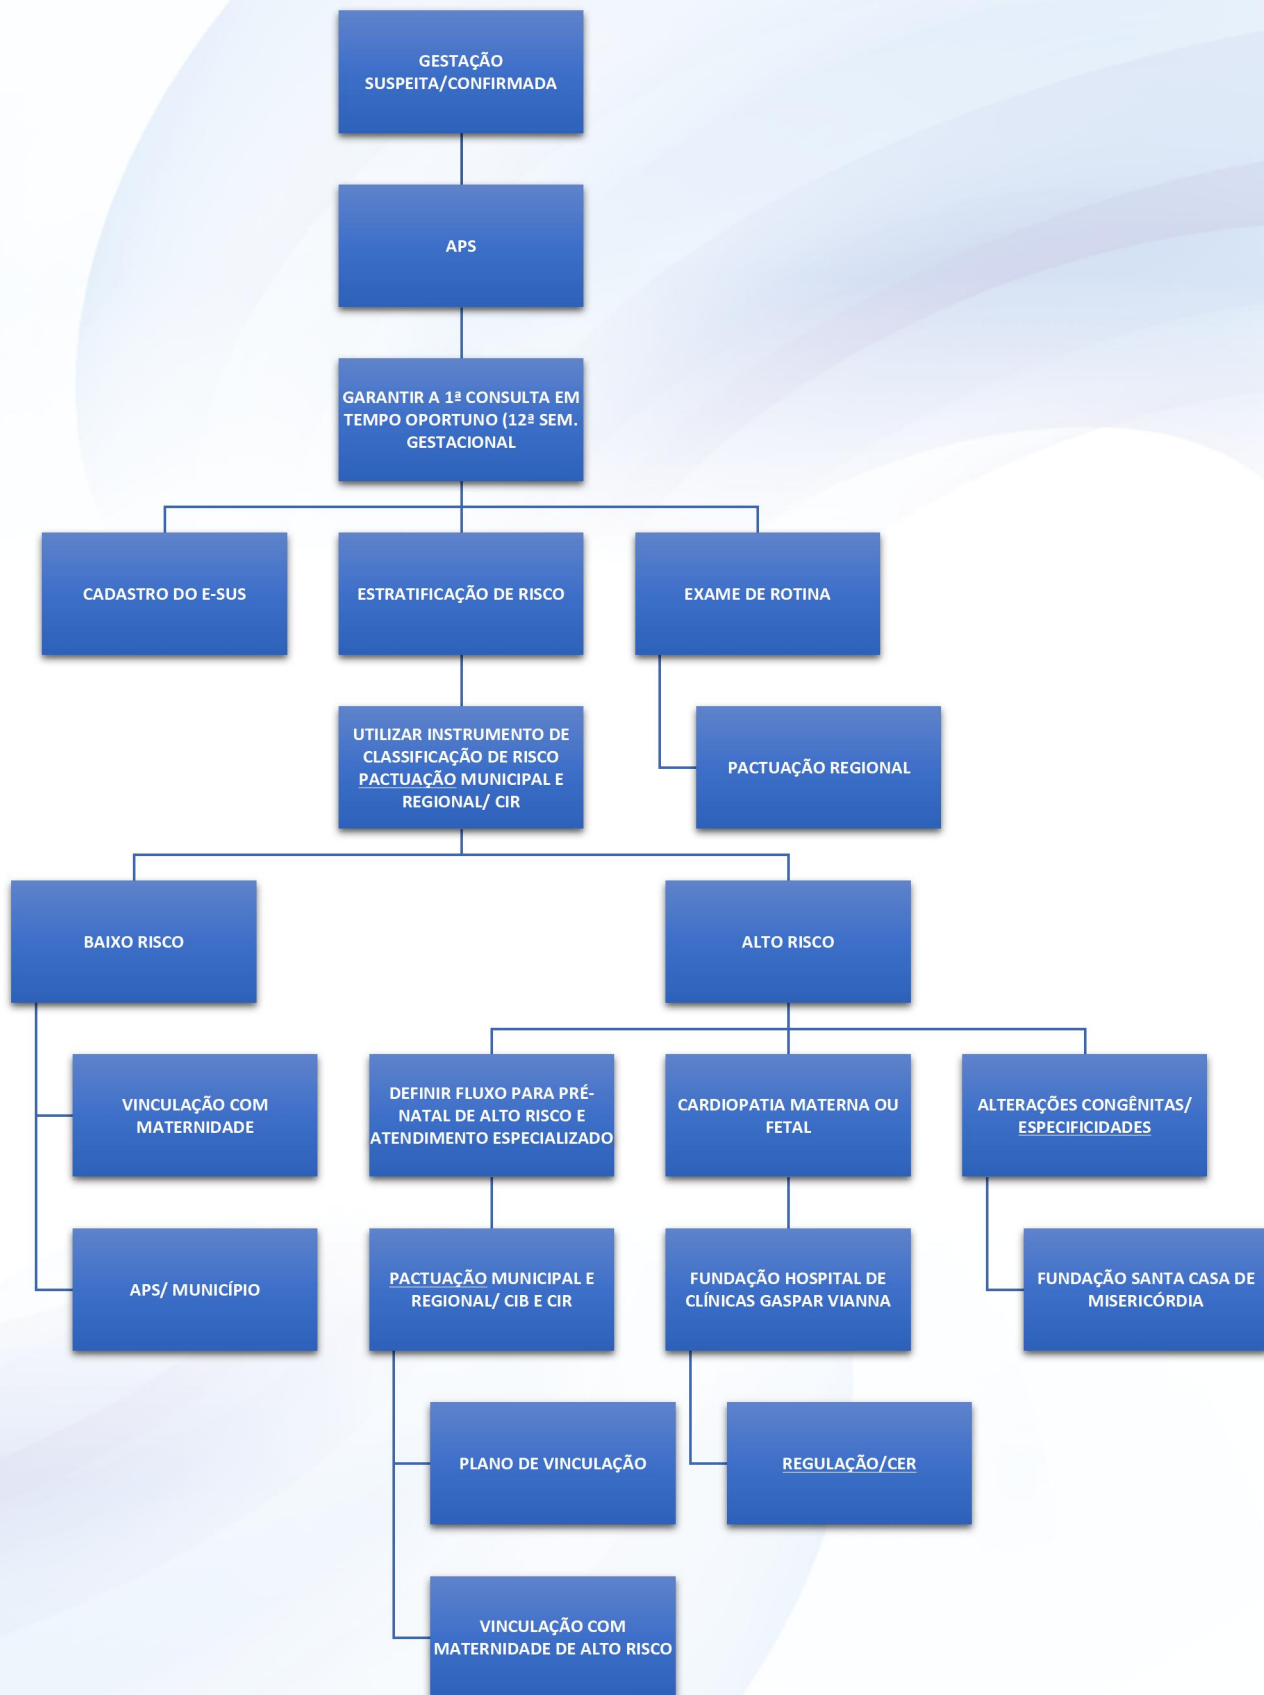 GESTAÇÃO
SUSPEITA/CONFIRMADA
APS
GARANTIR A 1ª CONSULTA EM
TEMPO OPORTUNO (12ª SEM.
GESTACIONAL
CADASTRO DO E-SUS
ESTRATIFICAÇÃO DE RISCO
EXAME DE ROTINA
UTILIZAR INSTRUMENTO DE
CLASSIFICAÇÃO DE RISCO
PACTUAÇÃO MUNICIPAL E
REGIONAL/ CIR
PACTUAÇÃO REGIONAL
BAIXO RISCO
ALTO RISCO
VINCULAÇÃO COM
MATERNIDADE
DEFINIR FLUXO PARA PRÉ-
NATAL DE ALTO RISCO E
ATENDIMENTO ESPECIALIZADO
CARDIOPATIA MATERNA OU
FETAL
ALTERAÇÕES CONGÊNITAS/
ESPECIFICIDADES
APS/ MUNICÍPIO
PACTUAÇÃO MUNICIPAL E
REGIONAL/ CIB E CIR
FUNDAÇÃO HOSPITAL DE
CLÍNICAS GASPAR VIANNA
FUNDAÇÃO SANTA CASA DE
MISERICÓRDIA
PLANO DE VINCULAÇÃO
REGULAÇÃO/CER
VINCULAÇÃO COM
MATERNIDADE DE ALTO RISCO